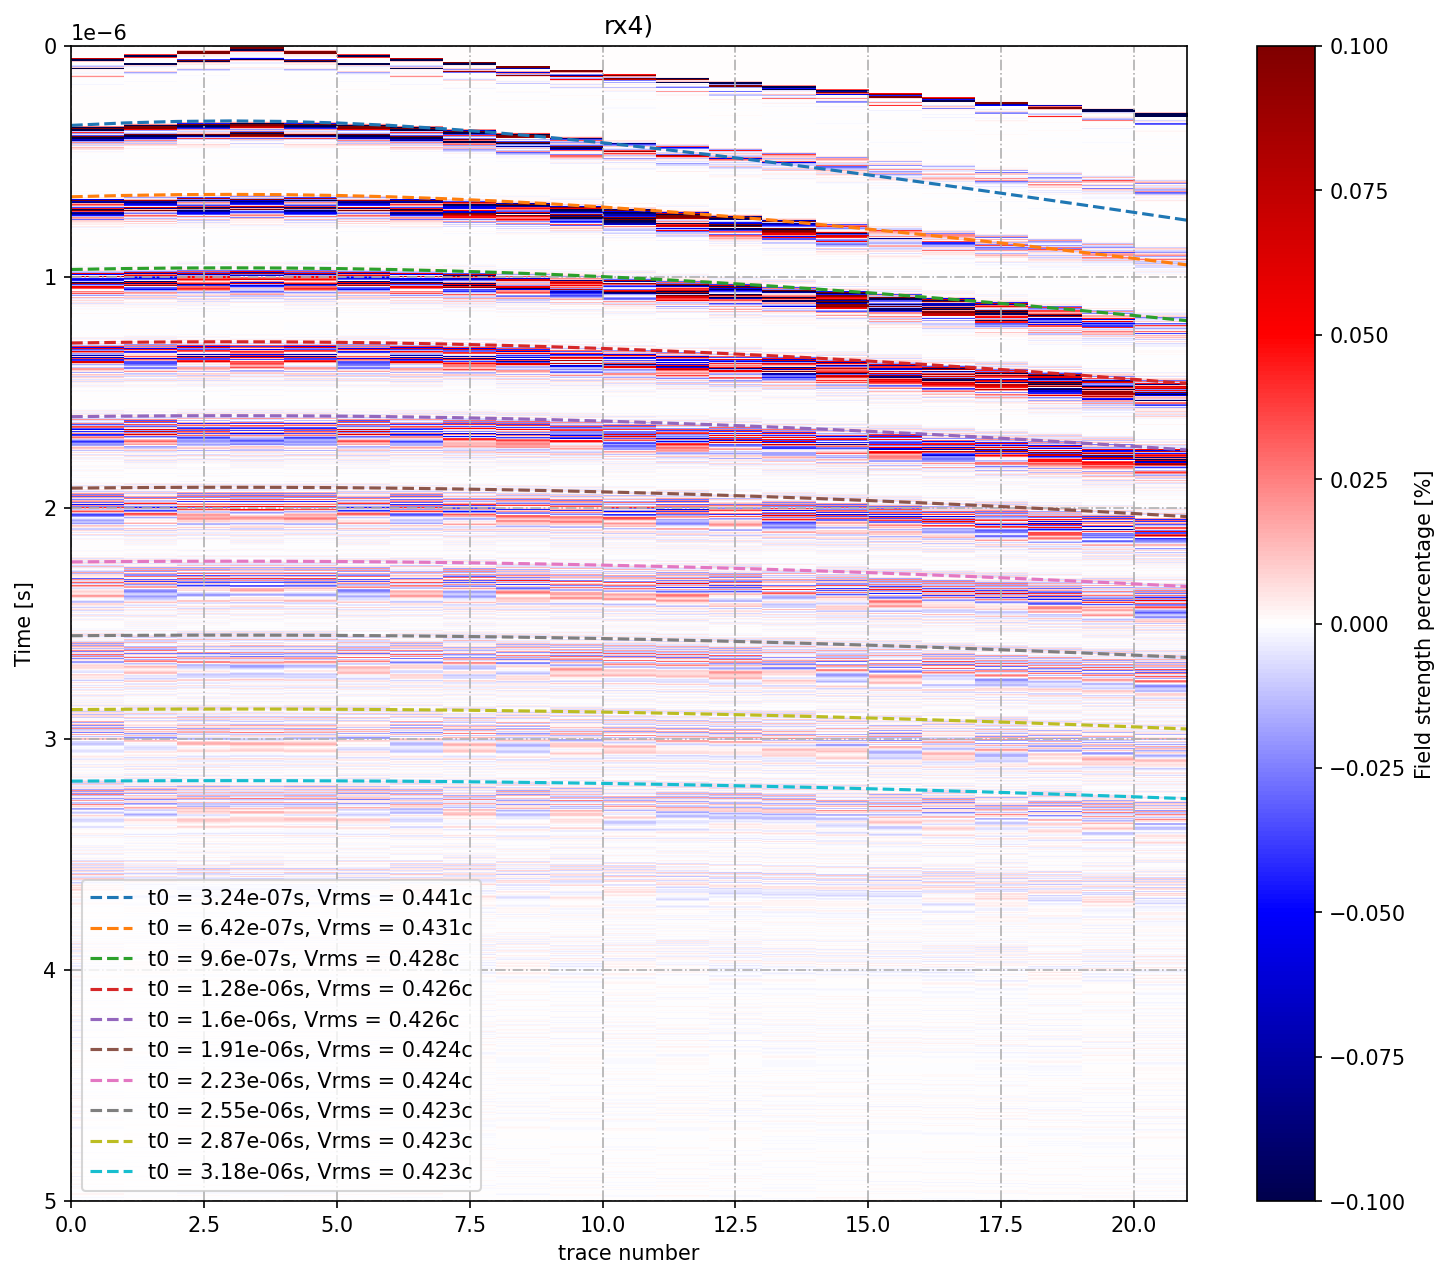 rx4)
1e−6
0
1
2
3
4
5
Time [s]
0.0 2.5 5.0 7.5 10.0 12.5 15.0 17.5 20.0
trace number
t0 = 3.24e-07s, Vrms = 0.441c
t0 = 6.42e-07s, Vrms = 0.431c
t0 = 9.6e-07s, Vrms = 0.428c
t0 = 1.28e-06s, Vrms = 0.426c
t0 = 1.6e-06s, Vrms = 0.426c
t0 = 1.91e-06s, Vrms = 0.424c
t0 = 2.23e-06s, Vrms = 0.424c
t0 = 2.55e-06s, Vrms = 0.423c
t0 = 2.87e-06s, Vrms = 0.423c
t0 = 3.18e-06s, Vrms = 0.423c
0.100
0.075
0.050
0.025
0.000
−0.025
−0.050
−0.075
−0.100
Field strength percentage [%]